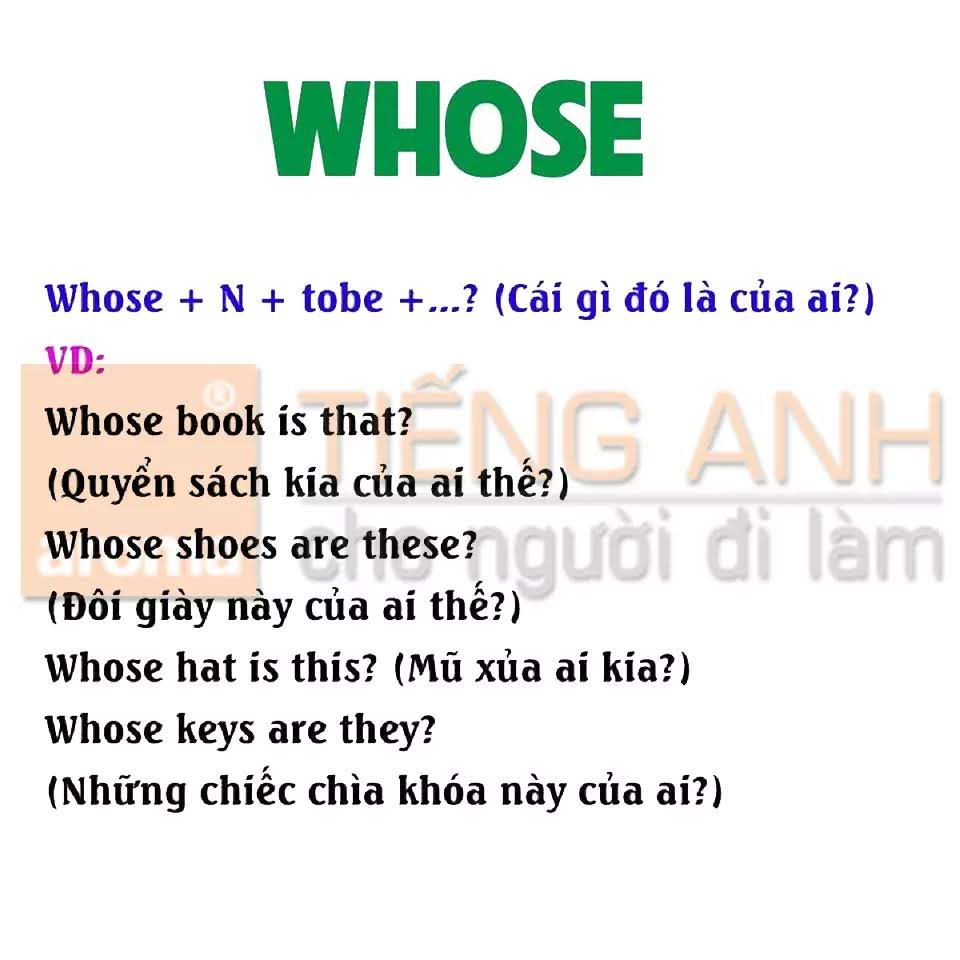 WHOSE
Whose + N + tobe +...? (Cái gì đó là của ai?)
VD:
Whose book is that?
(Quyển sách kia của ai thế?)
Whose shoes are these?
(Đôi giày này của ai thế?)
Whose hat is this? (Mũ xủa ai kia?)
Whose keys are they?
(Những chiếc chìa khóa này của ai?)
aroma®
TIẾNG ANH
cho người đi làm